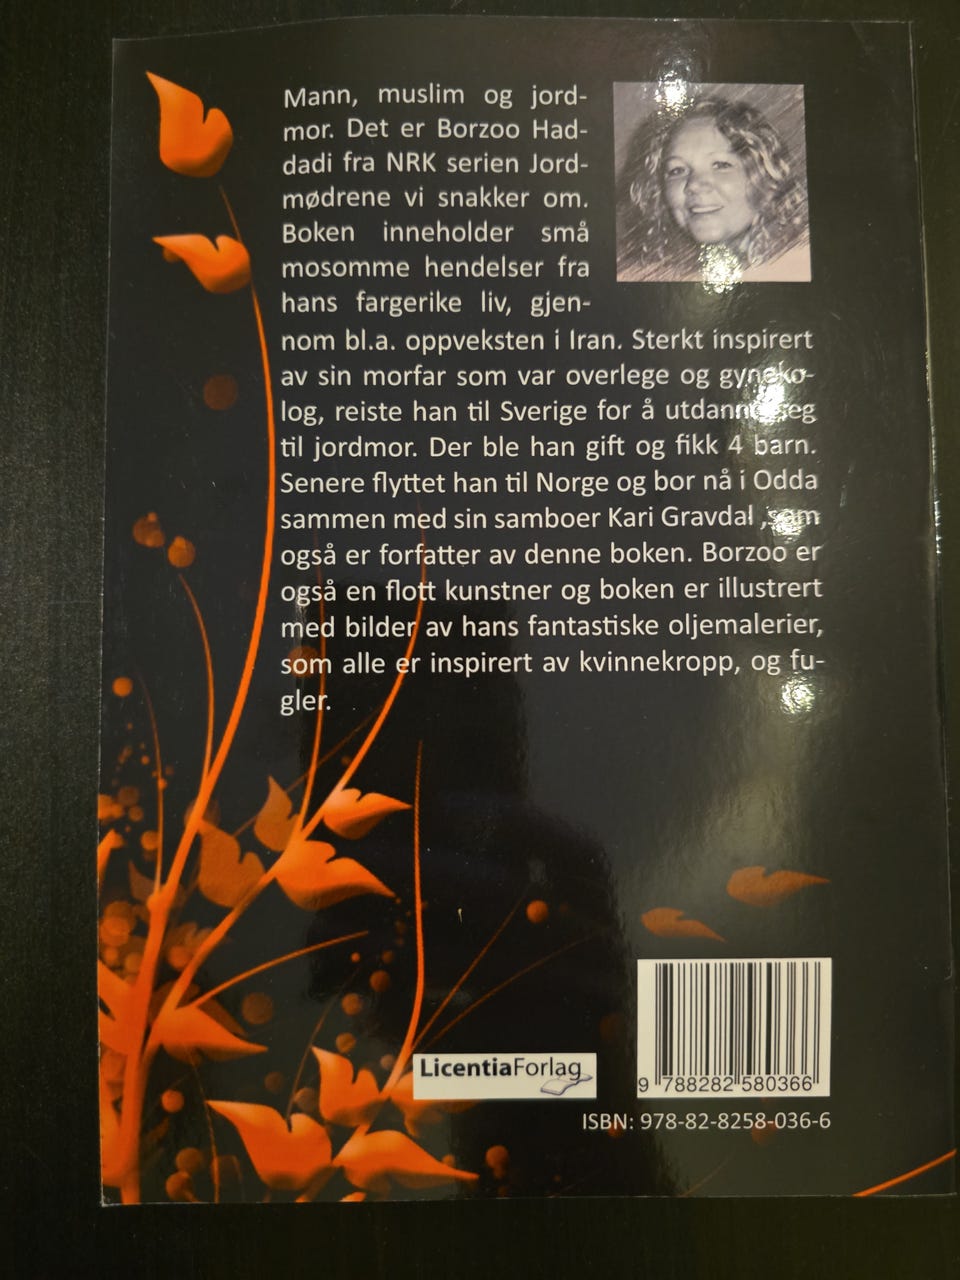 Mann, muslim og jord-
mor. Det er Borzoo Had-
dadi fra NRK serien Jord-
mødrene vi snakker om.
Boken inneholder små
mosomme hendelser fra
hans fargerike liv, gjen-
nom bl.a. oppveksten i Iran. Sterkt inspirert
av sin morfar som var overlege og gyneko-
log, reiste han til Sverige for å utdanne seg
til jordmor. Der ble han gift og fikk 4 barn.
Senere flyttet han til Norge og bor nå i Odda
sammen med sin samboer Kari Gravdal ,som
også er forfatter av denne boken. Borzoo er
også en flott kunstner og boken er illustrert
med bilder av hans fantastiske oljemalerier,
som alle er inspirert av kvinnekropp, og fu-
gler.
LicentiaForlag
9 788282 580366
ISBN: 978-82-8258-036-6